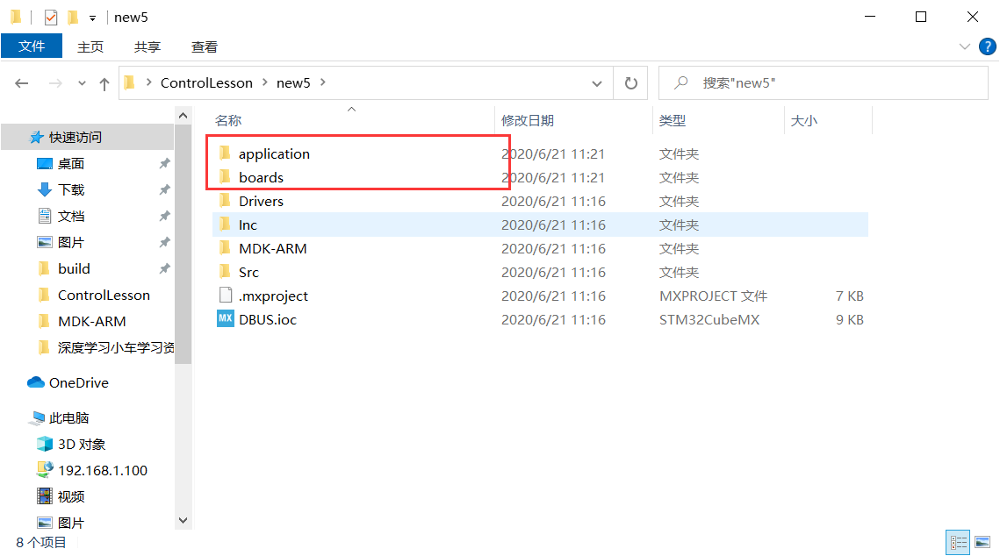 new5
文件 主页 共享 查看 ?
ControlLesson new5 搜索"new5"
名称 修改日期 类型 大小
快速访问
桌面
下载
文档
图片
build
ControlLesson
MDK-ARM
深度学习小车学习资
OneDrive
此电脑
3D 对象
192.168.1.100
视频
图片
application 2020/6/21 11:21 文件夹
boards 2020/6/21 11:21 文件夹
Drivers 2020/6/21 11:16 文件夹
Inc 2020/6/21 11:16 文件夹
MDK-ARM 2020/6/21 11:16 文件夹
Src 2020/6/21 11:16 文件夹
.mxproject 2020/6/21 11:16 MXPROJECT 文件 7 KB
MX DBUS.ioc 2020/6/21 11:16 STM32CubeMX 9 KB
8 个项目